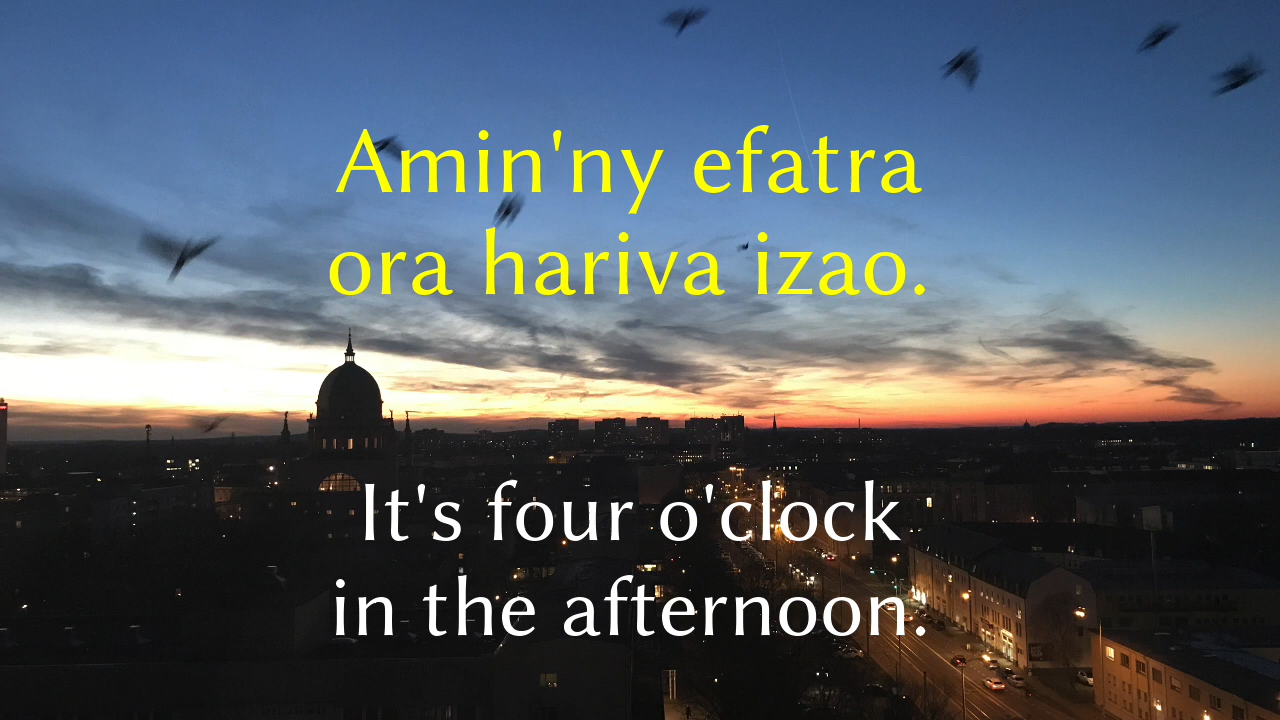 Amin'ny efatra
ora hariva izao.
It's four o'clock
in the afternoon.